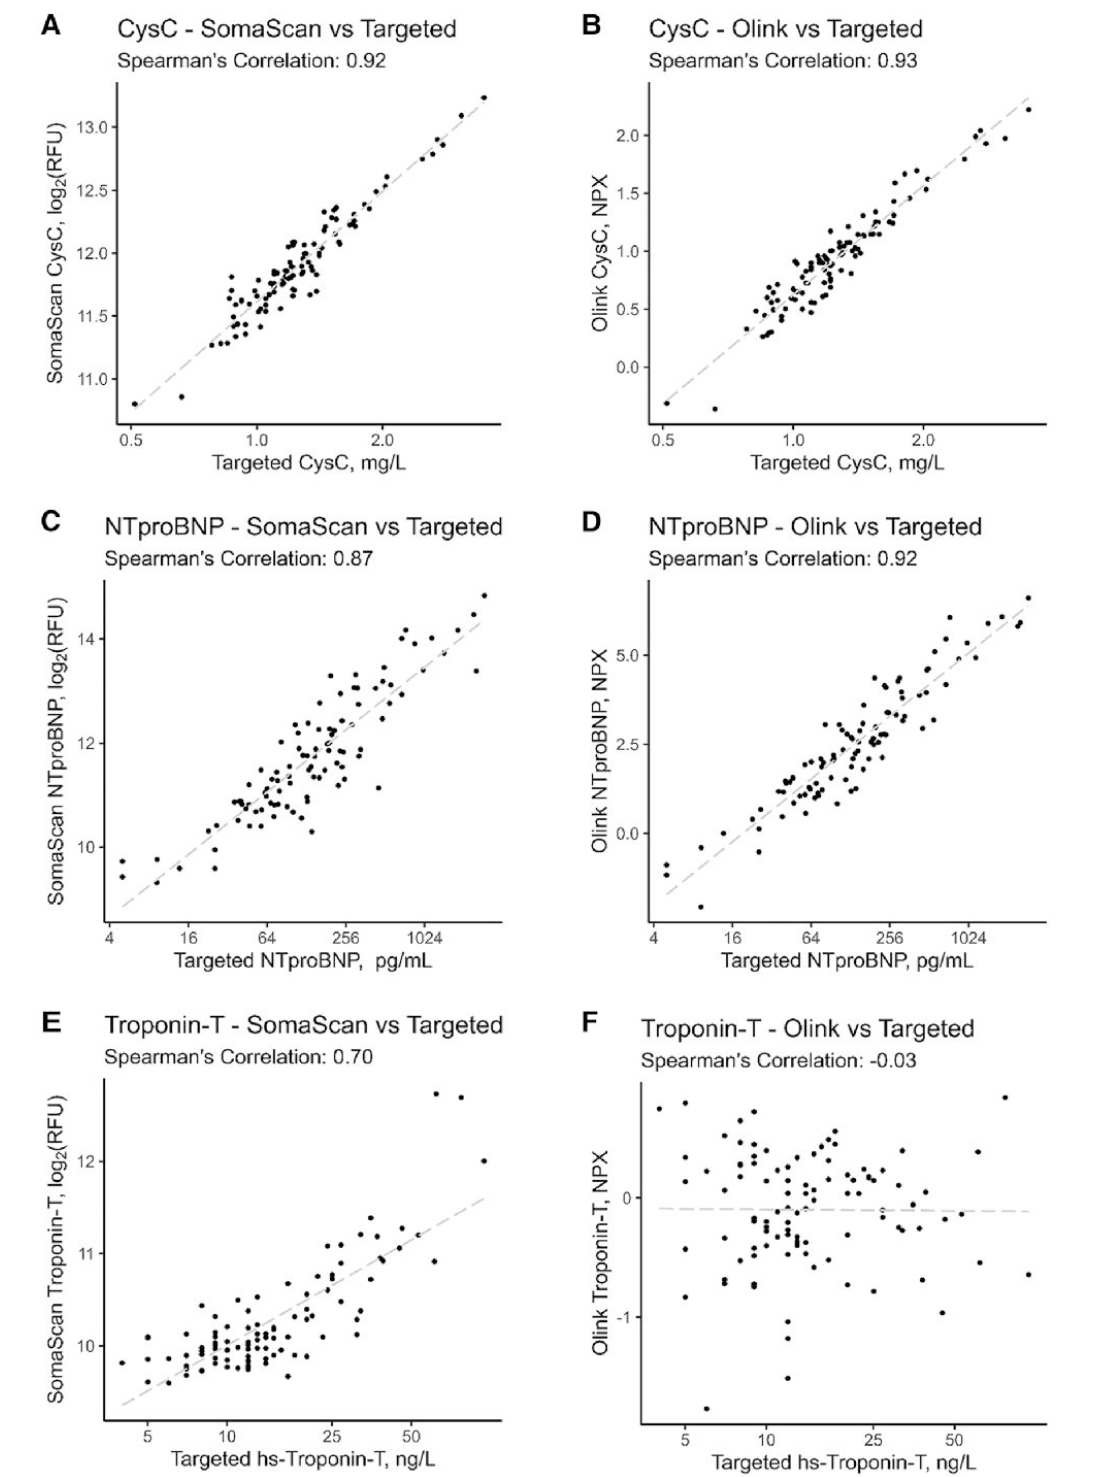 A
CysC - SomaScan vs Targeted
Spearman's Correlation: 0.92
SomaScan CysC, log₂(RFU)
13.0
12.5
12.0
11.5
11.0
0.5 1.0 2.0
Targeted CysC, mg/L
B
CysC - Olink vs Targeted
Spearman's Correlation: 0.93
Olink CysC, NPX
2.0
1.5
1.0
0.5
0.0
0.5 1.0 2.0
Targeted CysC, mg/L
C
NTproBNP - SomaScan vs Targeted
Spearman's Correlation: 0.87
SomaScan NTproBNP, log₂(RFU)
14
12
10
4 16 64 256 1024
Targeted NTproBNP, pg/mL
D
NTproBNP - Olink vs Targeted
Spearman's Correlation: 0.92
Olink NTproBNP, NPX
5.0
2.5
0.0
4 16 64 256 1024
Targeted NTproBNP, pg/mL
E
Troponin-T - SomaScan vs Targeted
Spearman's Correlation: 0.70
SomaScan Troponin-T, log₂(RFU)
12
11
10
5 10 25 50
Targeted hs-Troponin-T, ng/L
F
Troponin-T - Olink vs Targeted
Spearman's Correlation: -0.03
Olink Troponin-T, NPX
0
-1
5 10 25 50
Targeted hs-Troponin-T, ng/L